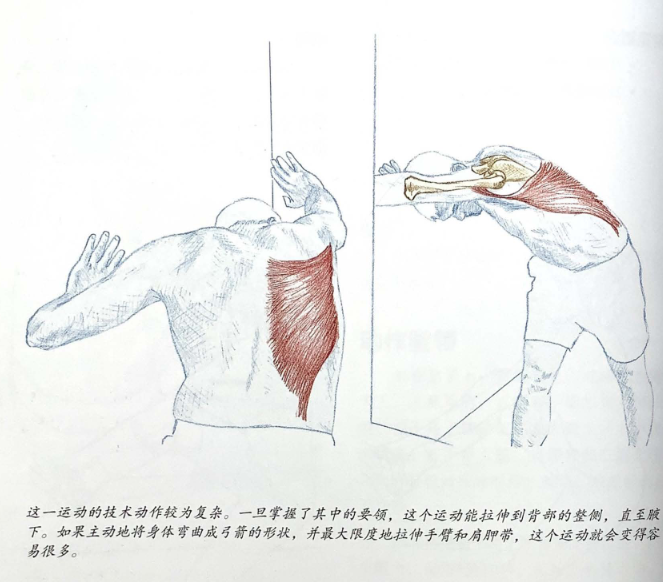 这一运动的技术动作较为复杂。一旦掌握了其中的要领，这个运动能拉伸到背部的整侧，直至腋
下。如果主动地将身体弯曲成弓箭的形状，并最大限度地拉伸手臂和肩胛带，这个运动就会变得容
易很多。